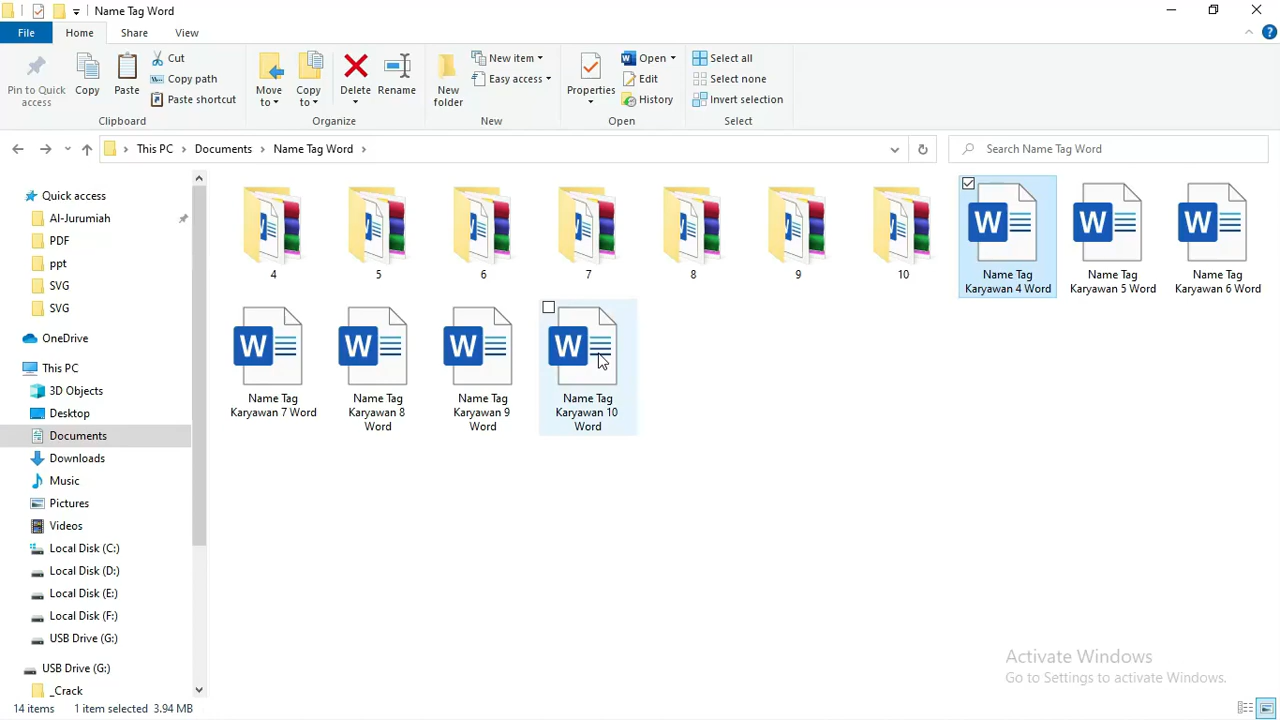 Name Tag Word
File Home Share View
Pin to Quick access
Copy
Paste
Cut
Copy path
Paste shortcut
Clipboard
Move to
Copy to
Delete
Rename
Organize
New folder
New item
Easy access
New
Properties
Open
Edit
History
Open
Select all
Select none
Invert selection
Select
This PC Documents Name Tag Word
Search Name Tag Word
Quick access
Al-Jurumiah
PDF
ppt
SVG
SVG
OneDrive
This PC
3D Objects
Desktop
Documents
Downloads
Music
Pictures
Videos
Local Disk (C:)
Local Disk (D:)
Local Disk (E:)
Local Disk (F:)
USB Drive (G:)
USB Drive (G:)
_Crack
4
5
6
7
8
9
10
Name Tag
Karyawan 4 Word
Name Tag
Karyawan 5 Word
Name Tag
Karyawan 6 Word
Name Tag
Karyawan 7 Word
Name Tag
Karyawan 8
Word
Name Tag
Karyawan 9
Word
Name Tag
Karyawan 10
Word
Activate Windows
Go to Settings to activate Windows.
14 items 1 item selected 3.94 MB